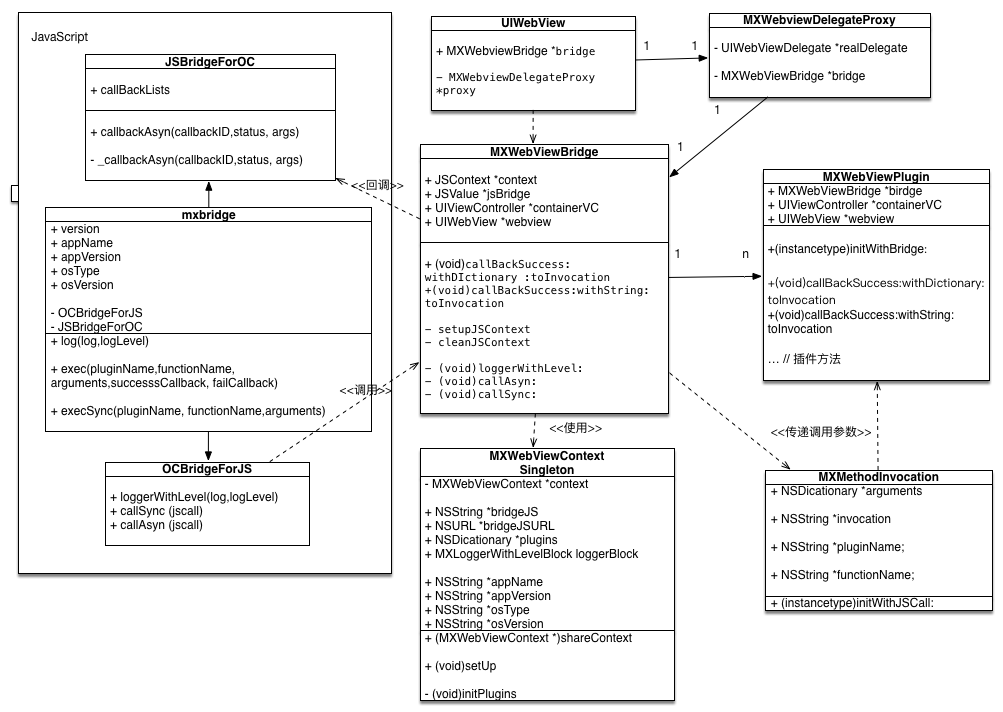 JavaScript
JSBridgeForOC
+ callBackLists
+ callbackAsyn(callbackID,status, args)
- _callbackAsyn(callbackID,status, args)
mxbridge
+ version
+ appName
+ appVersion
+ osType
+ osVersion
- OCBridgeForJS
- JSBridgeForOC
+ log(log,logLevel)
+ exec(pluginName,functionName,
arguments,successsCallback, failCallback)
+ execSync(pluginName, functionName,arguments)
OCBridgeForJS
+ loggerWithLevel(log,logLevel)
+ callSync (jscall)
+ callAsyn (jscall)
<<回调>>
<<调用>>
UIWebView
+ MXWebviewBridge *bridge
- MXWebviewDelegateProxy
*proxy
1
1
MXWebviewDelegateProxy
- UIWebViewDelegate *realDelegate
- MXWebViewBridge *bridge
1
1
MXWebViewBridge
+ JSContext *context
+ JSValue *jsBridge
+ UIViewController *containerVC
+ UIWebView *webview
+ (void)callBackSuccess:
withDIctionary :toInvocation
+(void)callBackSuccess:withString:
toInvocation
- setupJSContext
- cleanJSContext
- (void)loggerWithLevel:
- (void)callAsyn:
- (void)callSync:
1
n
MXWebViewPlugin
+ MXWebViewBridge *birdge
+ UIViewController *containerVC
+ UIWebView *webview
+(instancetype)initWithBridge:
+(void)callBackSuccess:withDictionary:
toInvocation
+(void)callBackSuccess:withString:
toInvocation
... // 插件方法
<<使用>>
<<传递调用参数>>
MXWebViewContext
Singleton
- MXWebViewContext *context
+ NSString *bridgeJS
+ NSURL *bridgeJSURL
+ NSDicationary *plugins
+ MXLoggerWithLevelBlock loggerBlock
+ NSString *appName
+ NSString *appVersion
+ NSString *osType
+ NSString *osVersion
+ (MXWebViewContext *)shareContext
+ (void)setUp
- (void)initPlugins
MXMethodInvocation
+ NSDicationary *arguments
+ NSString *invocation
+ NSString *pluginName;
+ NSString *functionName;
+ (instancetype)initWithJSCall: